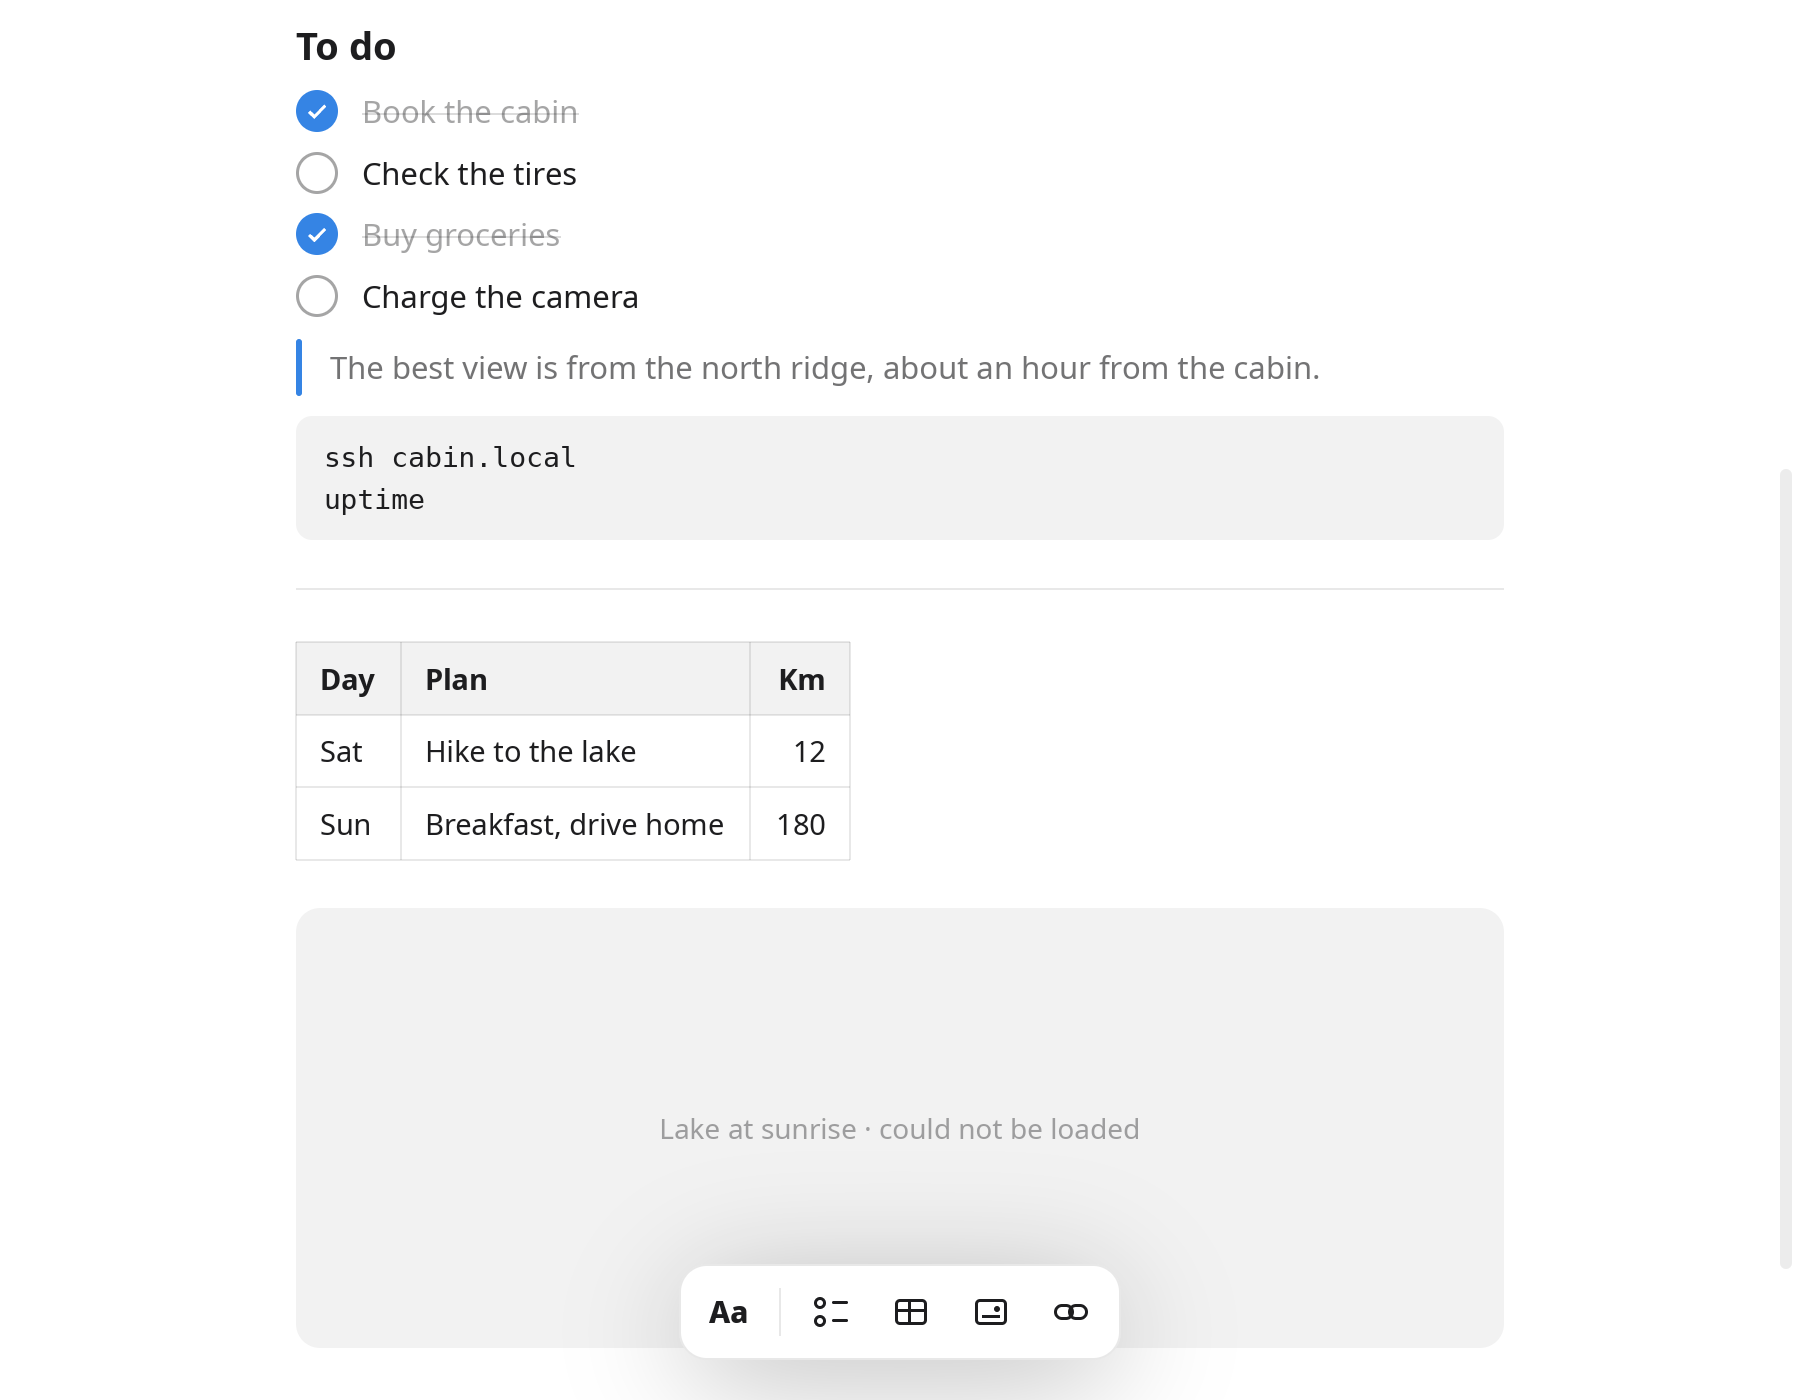 To do
Book the cabin
Check the tires
Buy groceries
Charge the camera
The best view is from the north ridge, about an hour from the cabin.
ssh cabin.local
uptime
Day Plan Km
Sat Hike to the lake 12
Sun Breakfast, drive home 180
Lake at sunrise · could not be loaded
Aa